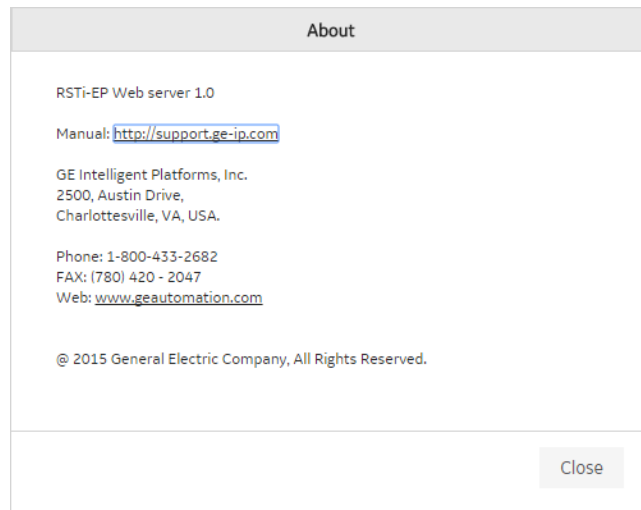 About
RSTi-EP Web server 1.0
Manual: http://support.ge-ip.com
GE Intelligent Platforms, Inc.
2500, Austin Drive,
Charlottesville, VA, USA.
Phone: 1-800-433-2682
FAX: (780) 420 - 2047
Web: www.geautomation.com
@ 2015 General Electric Company, All Rights Reserved.
Close